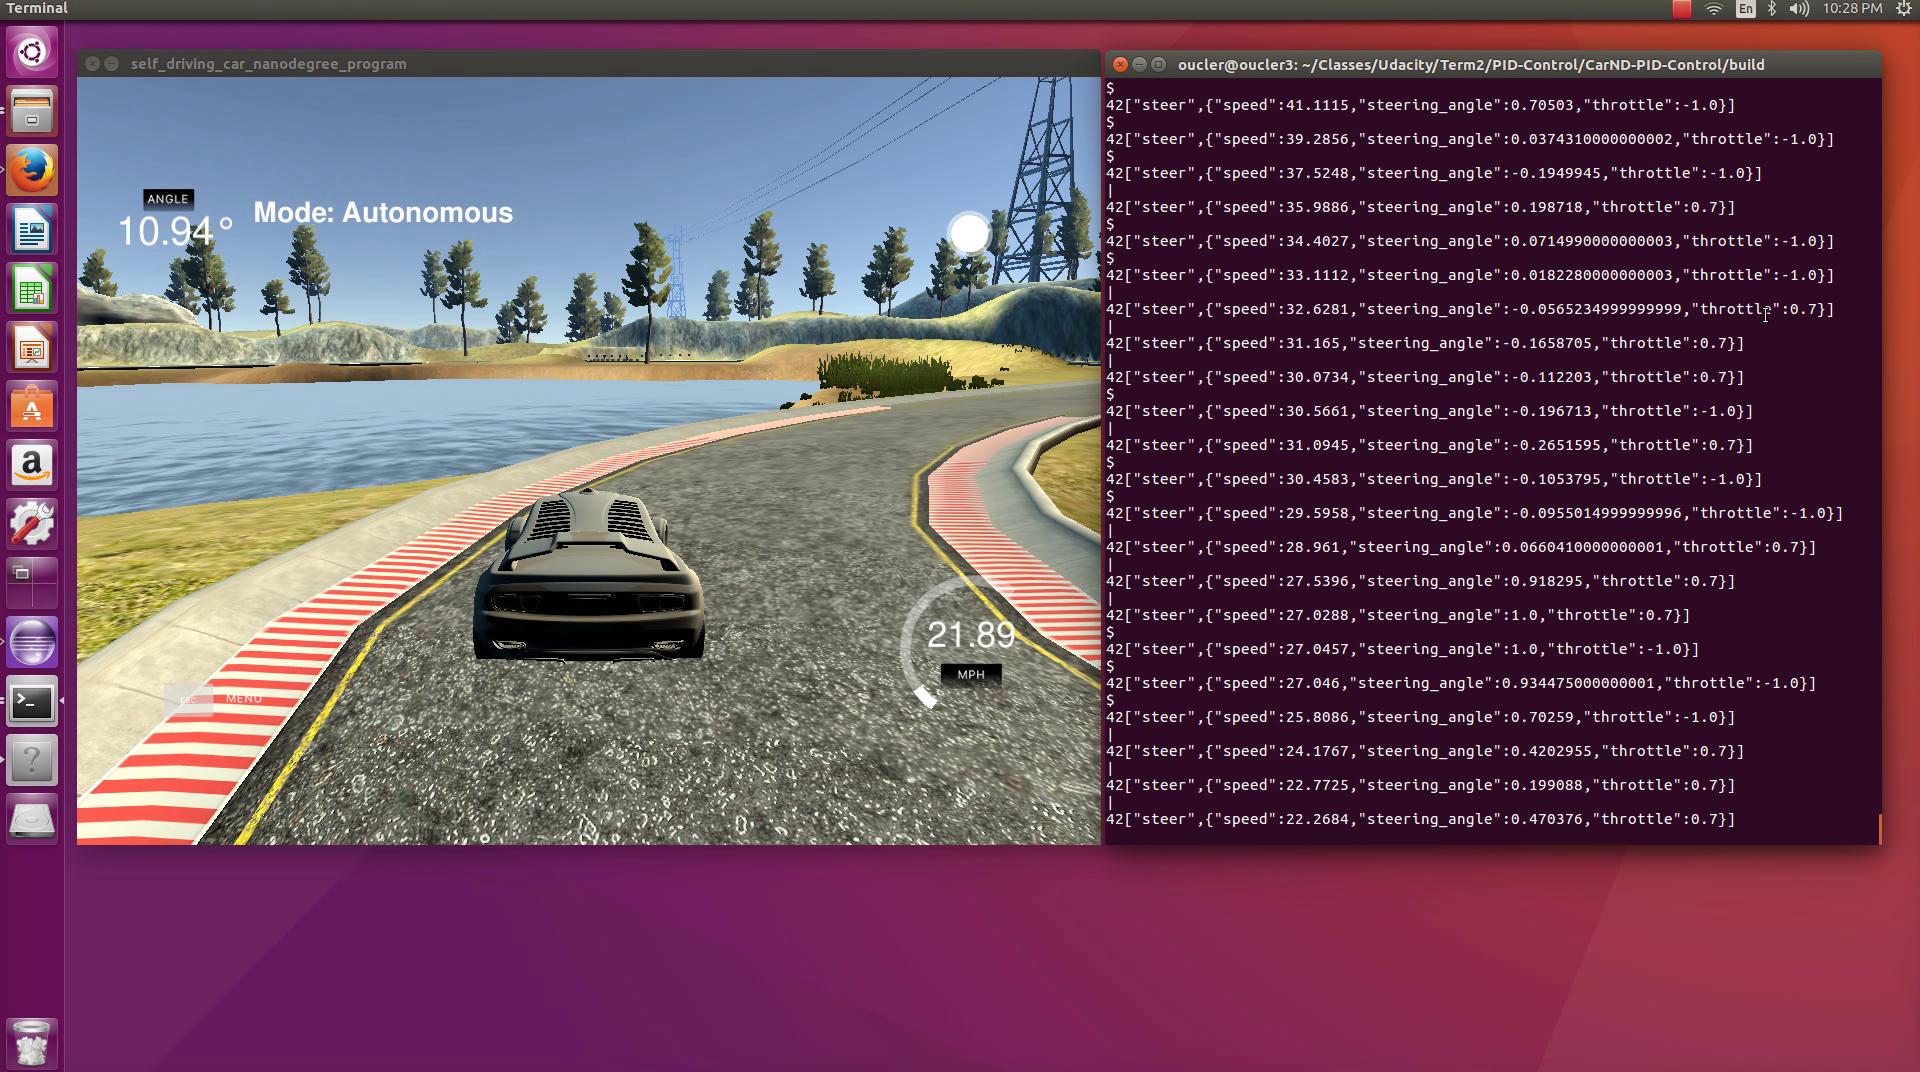 Terminal
En
10:28 PM
self_driving_car_nanodegree_program
ANGLE
10.94°
Mode: Autonomous
21.89
MPH
REC
MENU
oucler@oucler3: ~/Classes/Udacity/Term2/PID-Control/CarND-PID-Control/build
$
42["steer",{"speed":41.1115,"steering_angle":0.70503,"throttle":-1.0}]
$
42["steer",{"speed":39.2856,"steering_angle":0.0374310000000002,"throttle":-1.0}]
$
42["steer",{"speed":37.5248,"steering_angle":-0.1949945,"throttle":-1.0}]
|
42["steer",{"speed":35.9886,"steering_angle":0.198718,"throttle":0.7}]
$
42["steer",{"speed":34.4027,"steering_angle":0.0714990000000003,"throttle":-1.0}]
$
42["steer",{"speed":33.1112,"steering_angle":0.0182280000000003,"throttle":-1.0}]
|
42["steer",{"speed":32.6281,"steering_angle":-0.0565234999999999,"throttle":0.7}]
|
42["steer",{"speed":31.165,"steering_angle":-0.1658705,"throttle":0.7}]
|
42["steer",{"speed":30.0734,"steering_angle":-0.112203,"throttle":0.7}]
$
42["steer",{"speed":30.5661,"steering_angle":-0.196713,"throttle":-1.0}]
|
42["steer",{"speed":31.0945,"steering_angle":-0.2651595,"throttle":0.7}]
$
42["steer",{"speed":30.4583,"steering_angle":-0.1053795,"throttle":-1.0}]
$
42["steer",{"speed":29.5958,"steering_angle":-0.0955014999999996,"throttle":-1.0}]
|
42["steer",{"speed":28.961,"steering_angle":0.0660410000000001,"throttle":0.7}]
|
42["steer",{"speed":27.5396,"steering_angle":0.918295,"throttle":0.7}]
|
42["steer",{"speed":27.0288,"steering_angle":1.0,"throttle":0.7}]
$
42["steer",{"speed":27.0457,"steering_angle":1.0,"throttle":-1.0}]
$
42["steer",{"speed":27.046,"steering_angle":0.934475000000001,"throttle":-1.0}]
$
42["steer",{"speed":25.8086,"steering_angle":0.70259,"throttle":-1.0}]
|
42["steer",{"speed":24.1767,"steering_angle":0.4202955,"throttle":0.7}]
|
42["steer",{"speed":22.7725,"steering_angle":0.199088,"throttle":0.7}]
|
42["steer",{"speed":22.2684,"steering_angle":0.470376,"throttle":0.7}]